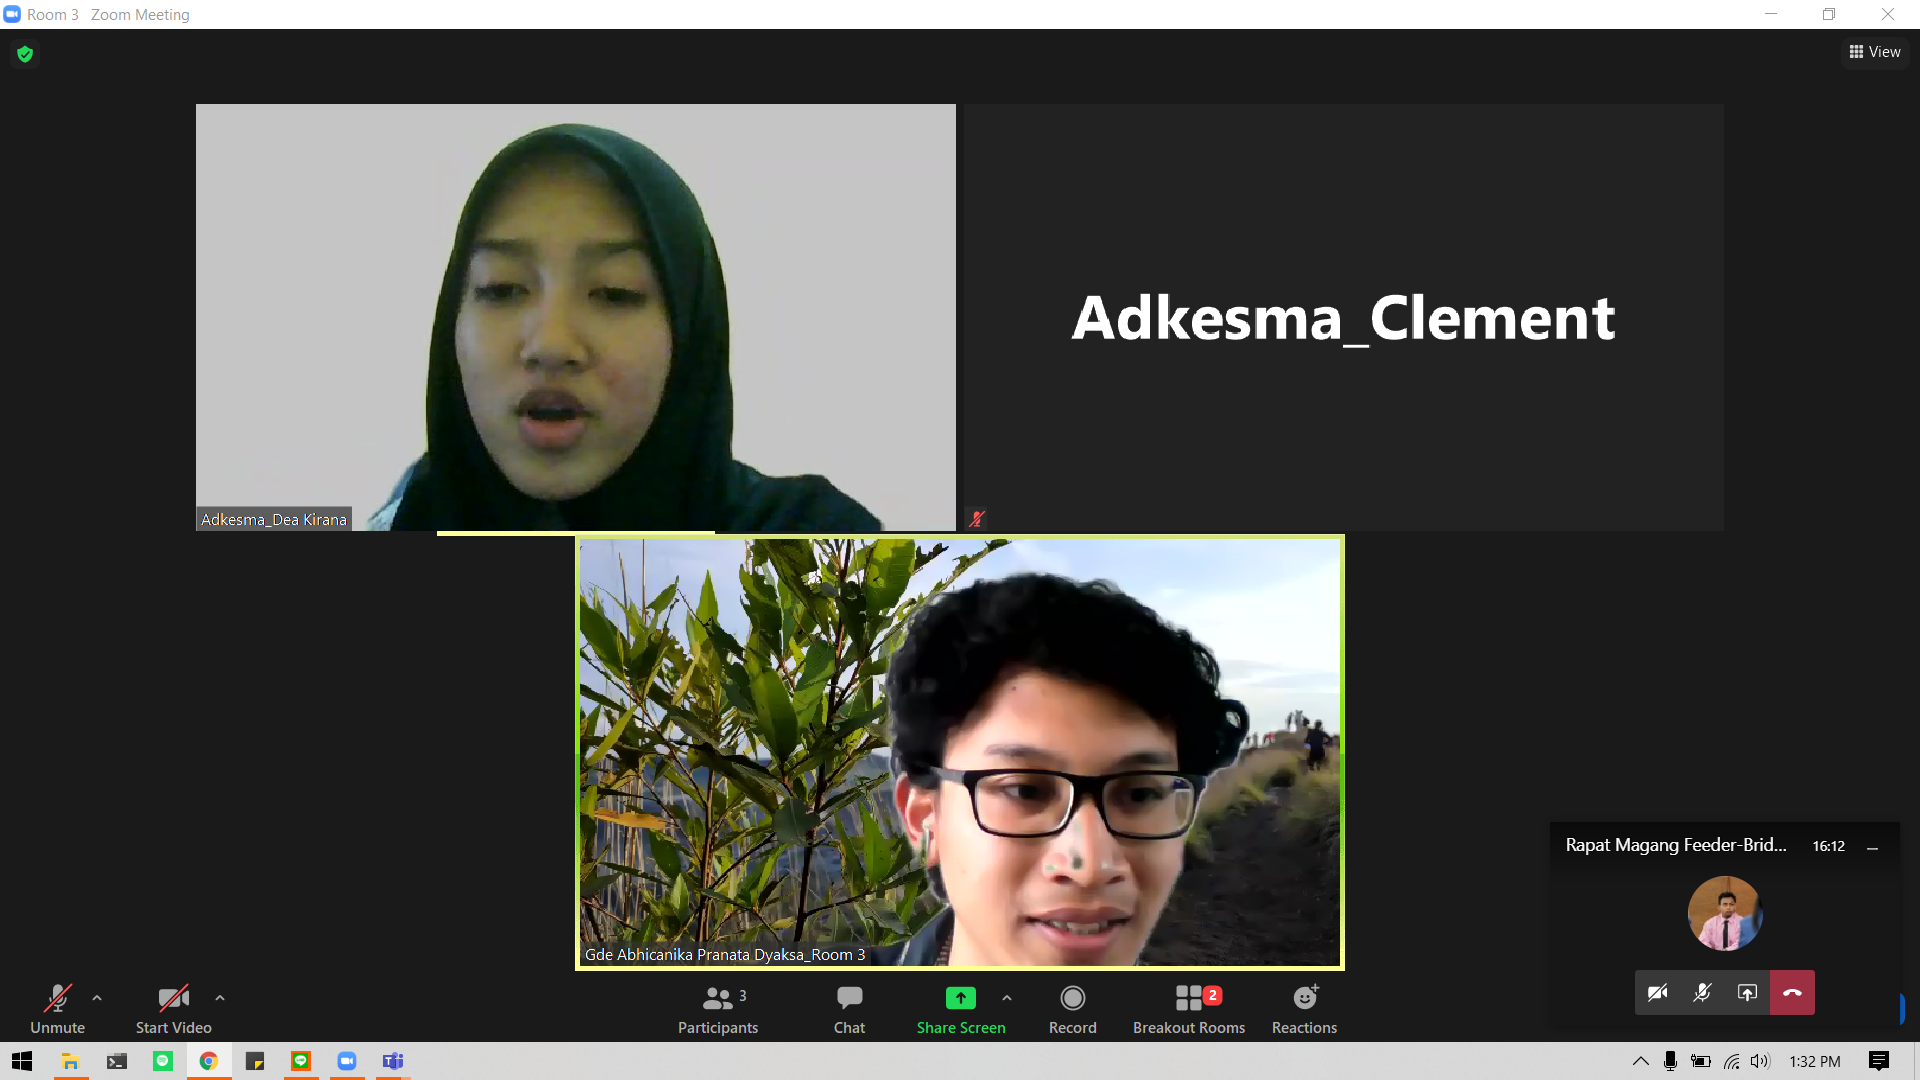 Room 3 Zoom Meeting
View
Adkesma_Clement
Adkesma_Dea Kirana
Gde Abhicanika Pranata Dyaksa_Room 3
Rapat Magang Feeder-Brid... 16:12
Unmute
Start Video
3
Participants
Chat
Share Screen
Record
2
Breakout Rooms
Reactions
1:32 PM